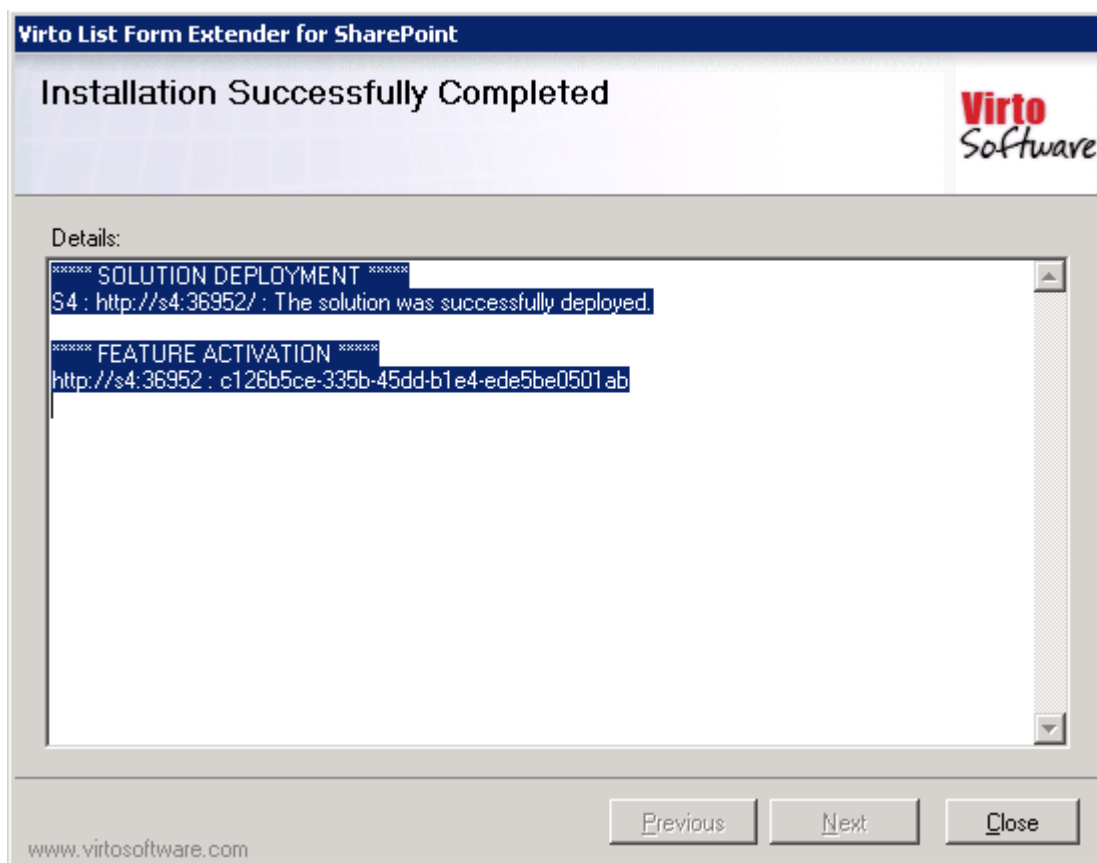 Virto List Form Extender for SharePoint
Installation Successfully Completed
Virto
Software
Details:
***** SOLUTION DEPLOYMENT *****
S4 : http://s4:36952/ : The solution was successfully deployed.
***** FEATURE ACTIVATION *****
http://s4:36952 : c126b5ce-335b-45dd-b1e4-ede5be0501ab
Previous
Next
Close
www.virtosoftware.com